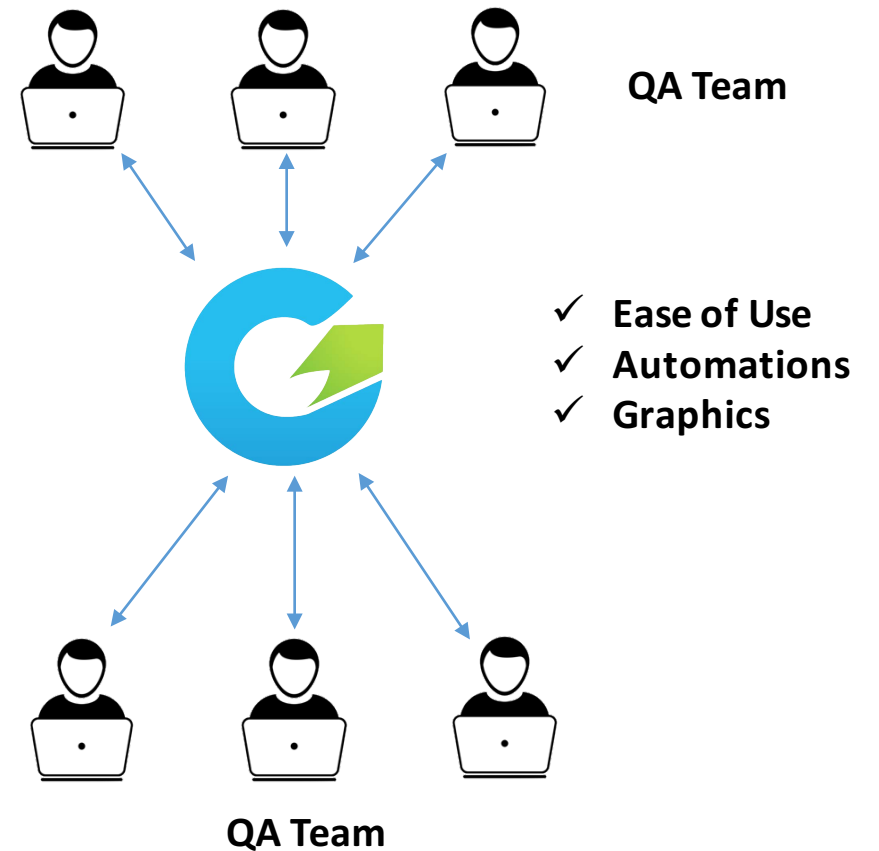 QA Team
✓ Ease of Use
✓ Automations
✓ Graphics
QA Team